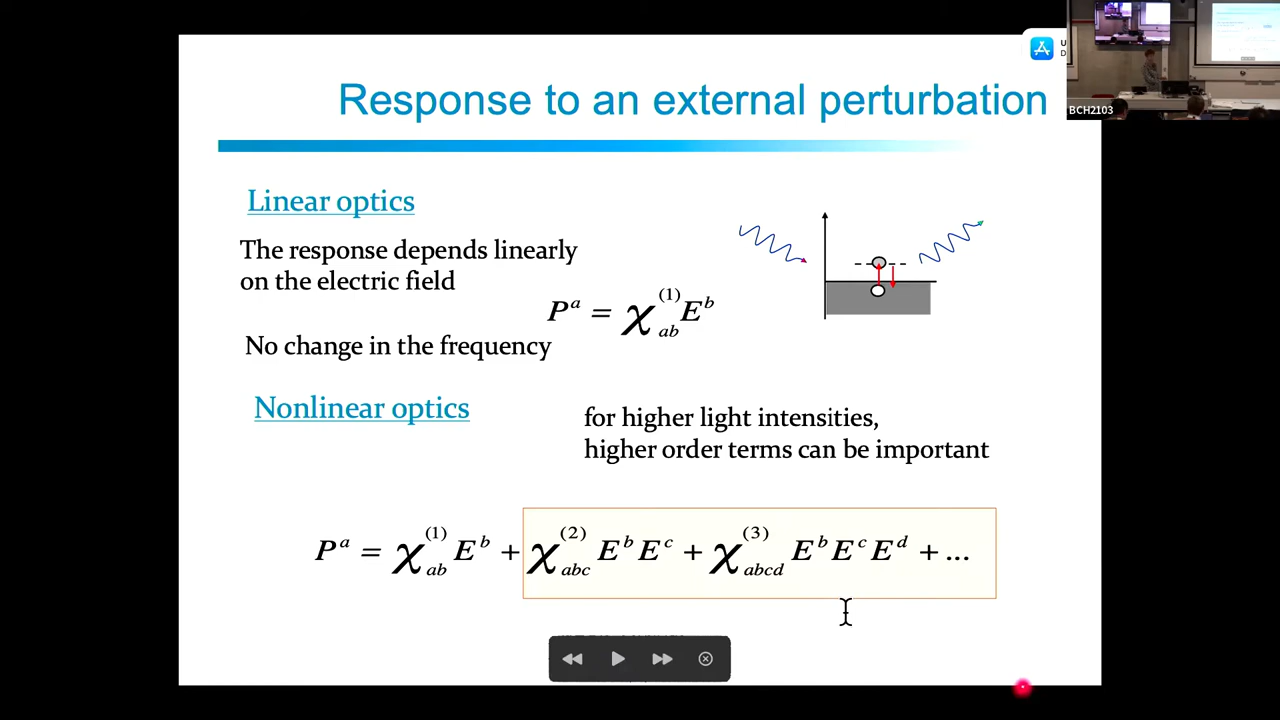 Response to an external perturbation
BCH2103
Linear optics
The response depends linearly
on the electric field
P^a = χ^(1)_ab E^b
No change in the frequency
Nonlinear optics
for higher light intensities,
higher order terms can be important
P^a = χ^(1)_ab E^b + χ^(2)_abc E^b E^c + χ^(3)_abcd E^b E^c E^d + ...